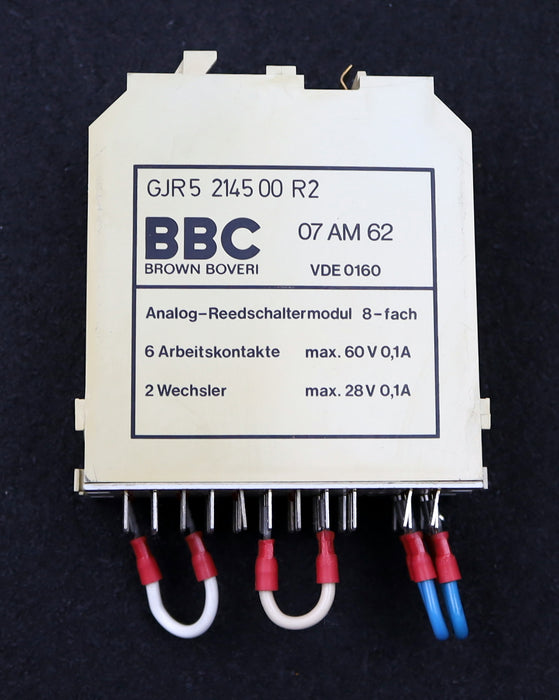 GJR5 2145 00 R2
BBC 07 AM 62
BROWN BOVERI VDE 0160
Analog-Reedschaltermodul 8-fach
6 Arbeitskontakte max. 60 V 0,1A
2 Wechsler max. 28 V 0,1A